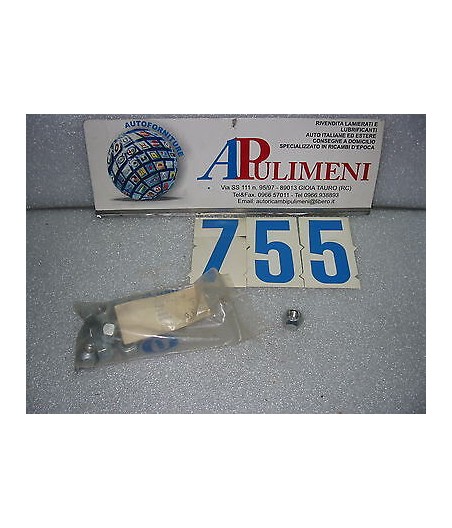 RIVENDITA LAMIERATI E
LUBRIFICANTI
AUTO ITALIANE ED ESTERE
CONSEGNE A DOMICILIO
SPECIALIZZATO IN RICAMBI D'EPOCA
AUTOFORNITURE
APULIMENI
Via SS 111 n. 95/97 - 89013 GIOIA TAURO (RC)
Tel&Fax: 0966 57011 - Tel 0966 938893
Email: autoricambipulimeni@libero.it
755